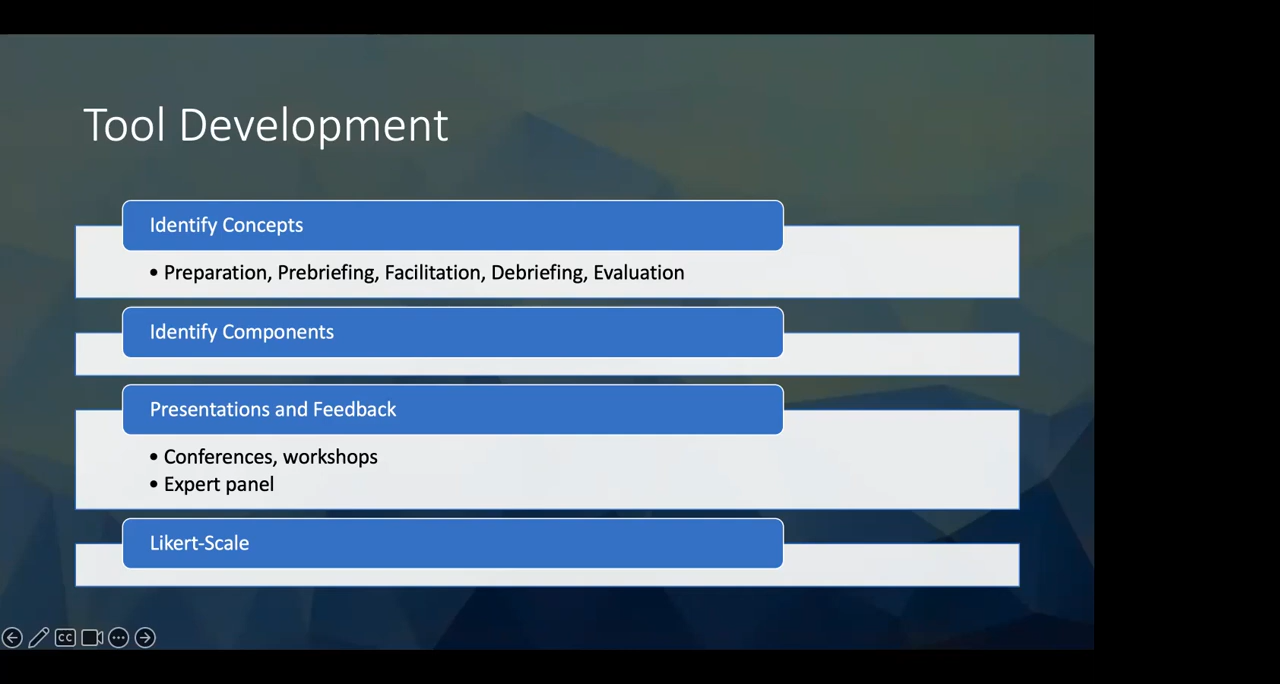 Tool Development
Identify Concepts
• Preparation, Prebriefing, Facilitation, Debriefing, Evaluation
Identify Components
Presentations and Feedback
• Conferences, workshops
• Expert panel
Likert-Scale
CC